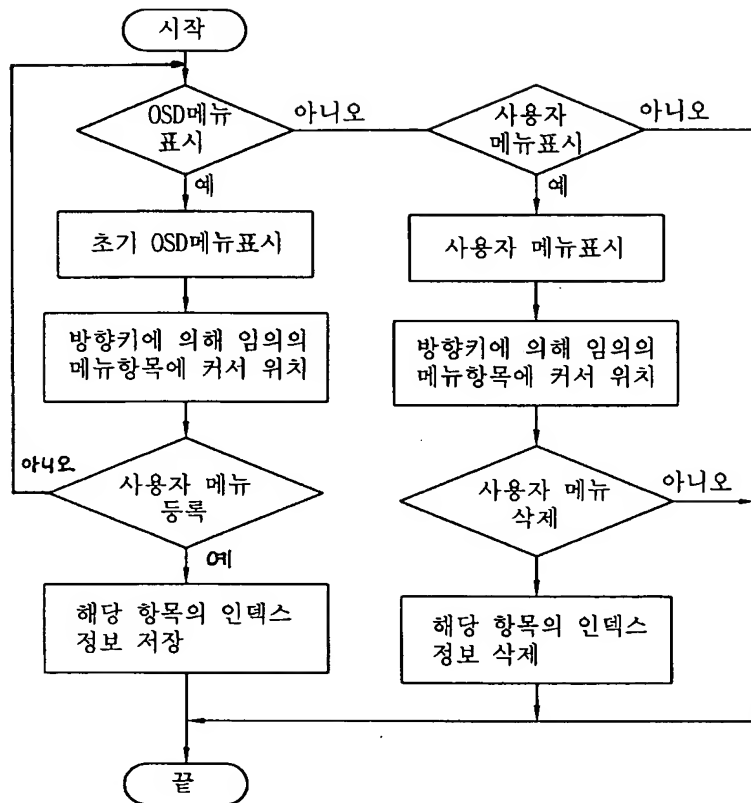 시작
OSD메뉴
표시
아니오
사용자
메뉴표시
아니오
예
예
초기 OSD메뉴표시
사용자 메뉴표시
방향키에 의해 임의의
메뉴항목에 커서 위치
방향키에 의해 임의의
메뉴항목에 커서 위치
아니오
사용자 메뉴
등록
사용자 메뉴
삭제
아니오
예
해당 항목의 인덱스
정보 저장
해당 항목의 인덱스
정보 삭제
끝